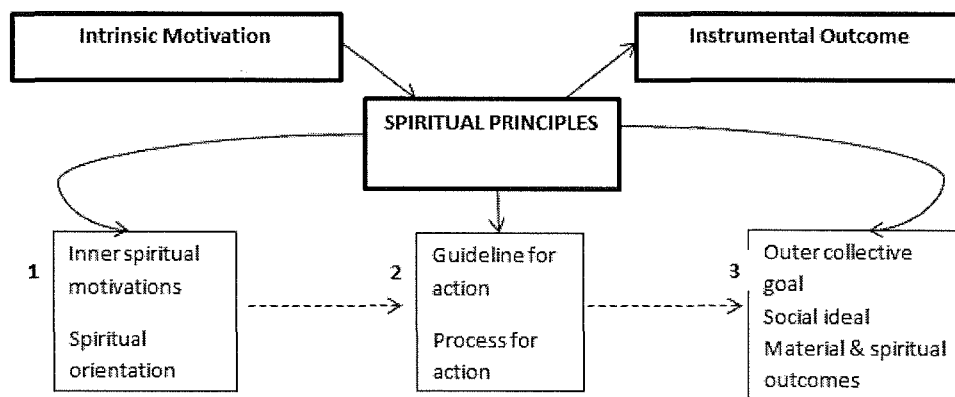 Intrinsic Motivation
Instrumental Outcome
SPIRITUAL PRINCIPLES
1
Inner spiritual
motivations
Spiritual
orientation
2
Guideline for
action
Process for
action
3
Outer collective
goal
Social ideal
Material & spiritual
outcomes